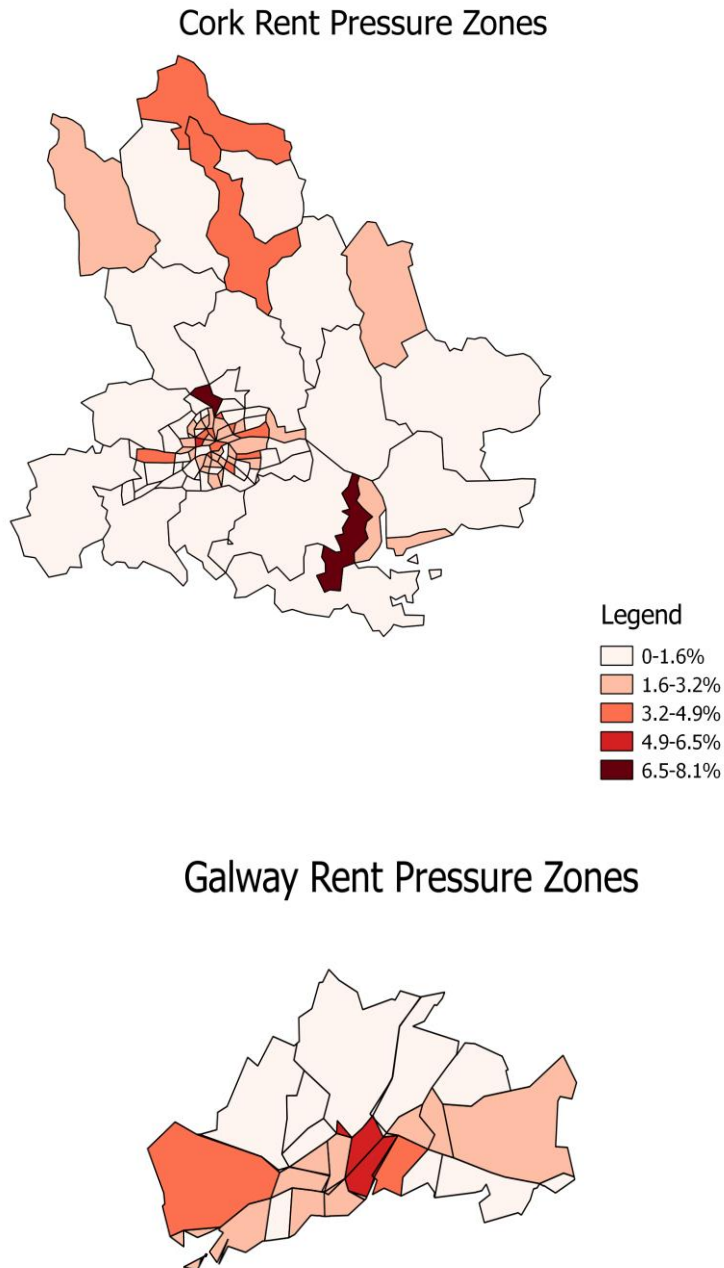 Cork Rent Pressure Zones
Legend
0-1.6%
1.6-3.2%
3.2-4.9%
4.9-6.5%
6.5-8.1%
Galway Rent Pressure Zones